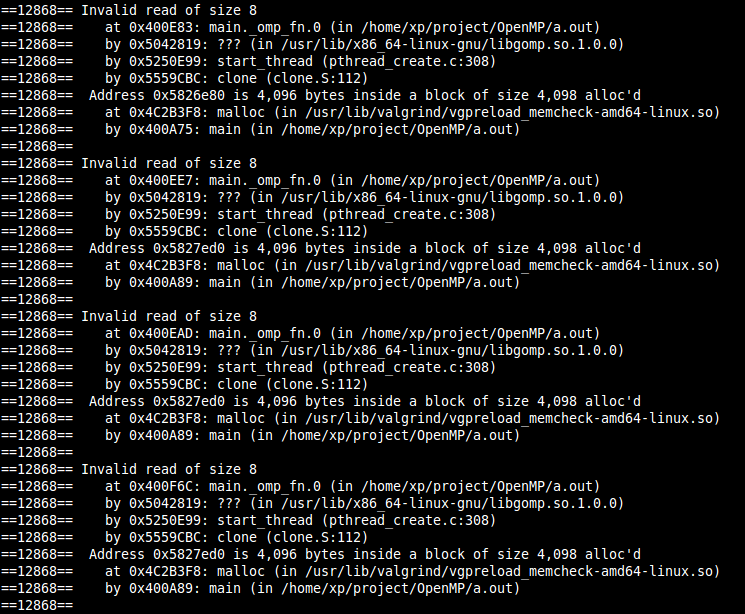 ==12868== Invalid read of size 8
==12868==    at 0x400E83: main._omp_fn.0 (in /home/xp/project/OpenMP/a.out)
==12868==    by 0x5042819: ??? (in /usr/lib/x86_64-linux-gnu/libgomp.so.1.0.0)
==12868==    by 0x5250E99: start_thread (pthread_create.c:308)
==12868==    by 0x5559CBC: clone (clone.S:112)
==12868==  Address 0x5826e80 is 4,096 bytes inside a block of size 4,098 alloc'd
==12868==    at 0x4C2B3F8: malloc (in /usr/lib/valgrind/vgpreload_memcheck-amd64-linux.so)
==12868==    by 0x400A75: main (in /home/xp/project/OpenMP/a.out)
==12868==
==12868== Invalid read of size 8
==12868==    at 0x400EE7: main._omp_fn.0 (in /home/xp/project/OpenMP/a.out)
==12868==    by 0x5042819: ??? (in /usr/lib/x86_64-linux-gnu/libgomp.so.1.0.0)
==12868==    by 0x5250E99: start_thread (pthread_create.c:308)
==12868==    by 0x5559CBC: clone (clone.S:112)
==12868==  Address 0x5827ed0 is 4,096 bytes inside a block of size 4,098 alloc'd
==12868==    at 0x4C2B3F8: malloc (in /usr/lib/valgrind/vgpreload_memcheck-amd64-linux.so)
==12868==    by 0x400A89: main (in /home/xp/project/OpenMP/a.out)
==12868==
==12868== Invalid read of size 8
==12868==    at 0x400EAD: main._omp_fn.0 (in /home/xp/project/OpenMP/a.out)
==12868==    by 0x5042819: ??? (in /usr/lib/x86_64-linux-gnu/libgomp.so.1.0.0)
==12868==    by 0x5250E99: start_thread (pthread_create.c:308)
==12868==    by 0x5559CBC: clone (clone.S:112)
==12868==  Address 0x5827ed0 is 4,096 bytes inside a block of size 4,098 alloc'd
==12868==    at 0x4C2B3F8: malloc (in /usr/lib/valgrind/vgpreload_memcheck-amd64-linux.so)
==12868==    by 0x400A89: main (in /home/xp/project/OpenMP/a.out)
==12868==
==12868== Invalid read of size 8
==12868==    at 0x400F6C: main._omp_fn.0 (in /home/xp/project/OpenMP/a.out)
==12868==    by 0x5042819: ??? (in /usr/lib/x86_64-linux-gnu/libgomp.so.1.0.0)
==12868==    by 0x5250E99: start_thread (pthread_create.c:308)
==12868==    by 0x5559CBC: clone (clone.S:112)
==12868==  Address 0x5827ed0 is 4,096 bytes inside a block of size 4,098 alloc'd
==12868==    at 0x4C2B3F8: malloc (in /usr/lib/valgrind/vgpreload_memcheck-amd64-linux.so)
==12868==    by 0x400A89: main (in /home/xp/project/OpenMP/a.out)
==12868==